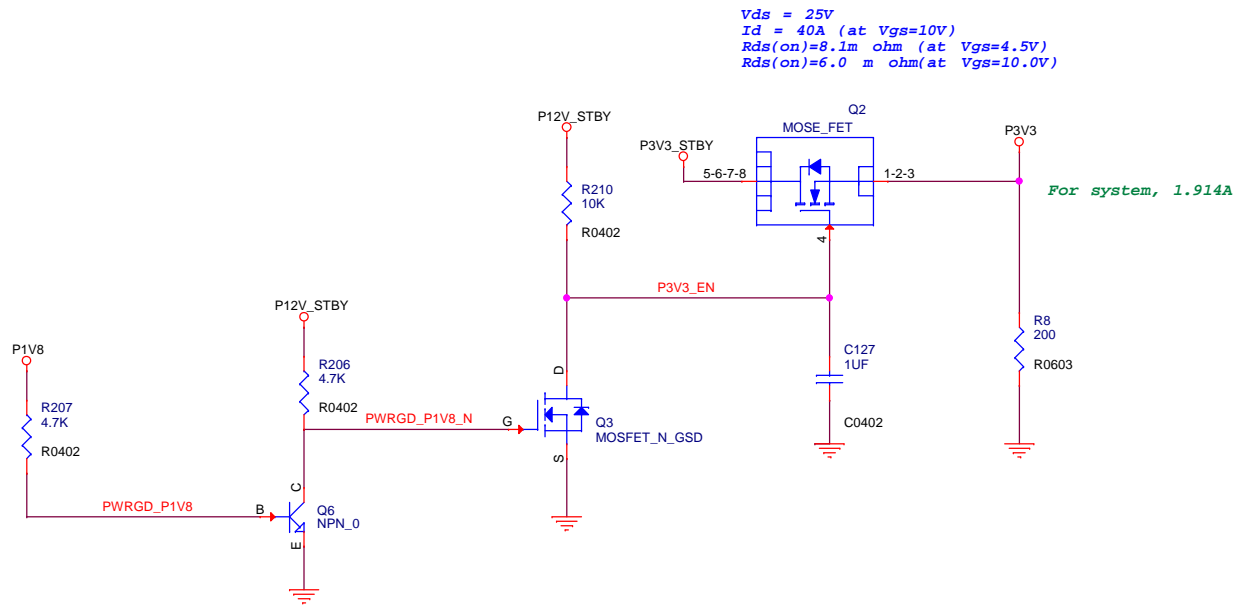 Vds = 25V
Id = 40A (at Vgs=10V)
Rds(on)=8.1m ohm (at Vgs=4.5V)
Rds(on)=6.0 m ohm(at Vgs=10.0V)
Q2
MOSE_FET
P12V_STBY
P3V3_STBY
P3V3
5-6-7-8
1-2-3
4
R210
10K
R0402
For system, 1.914A
P3V3_EN
P12V_STBY
R8
200
R0603
C127
1UF
C0402
P1V8
R206
4.7K
R0402
R207
4.7K
R0402
D
PWRGD_P1V8_N
G
Q3
MOSFET_N_GSD
S
C
PWRGD_P1V8
B
Q6
NPN_0
E